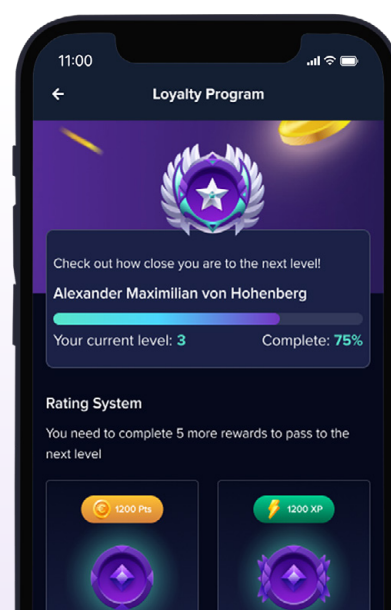 11:00
Loyalty Program
Check out how close you are to the next level!
Alexander Maximilian von Hohenberg
Your current level: 3 Complete: 75%
Rating System
You need to complete 5 more rewards to pass to the
next level
1200 Pts 1200 XP